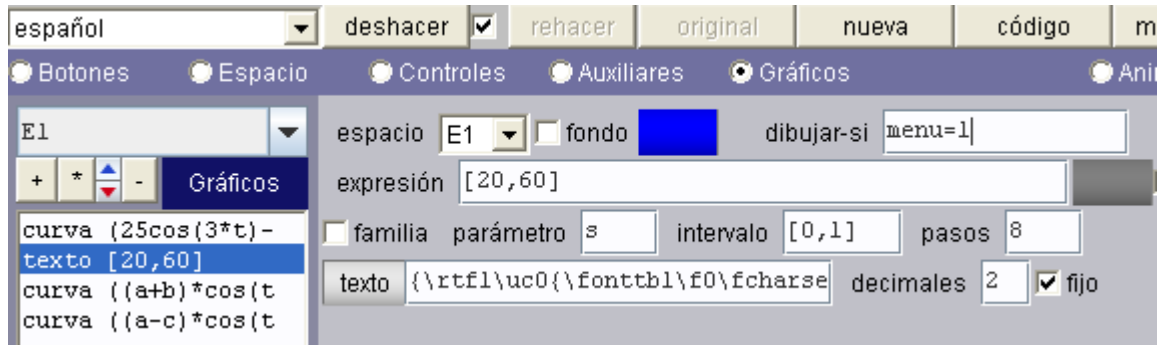 español deshacer rehacer original nueva código m
Botones Espacio Controles Auxiliares Gráficos Anim
E1 espacio E1 fondo dibujar-si menu=1
+ * - Gráficos expresión [20,60]
curva (25cos(3*t)- familia parámetro s intervalo [0,1] pasos 8
texto [20,60]
curva ((a+b)*cos(t texto {\rtf1\uc0{\fonttbl\f0\fcharse decimales 2 fijo
curva ((a-c)*cos(t